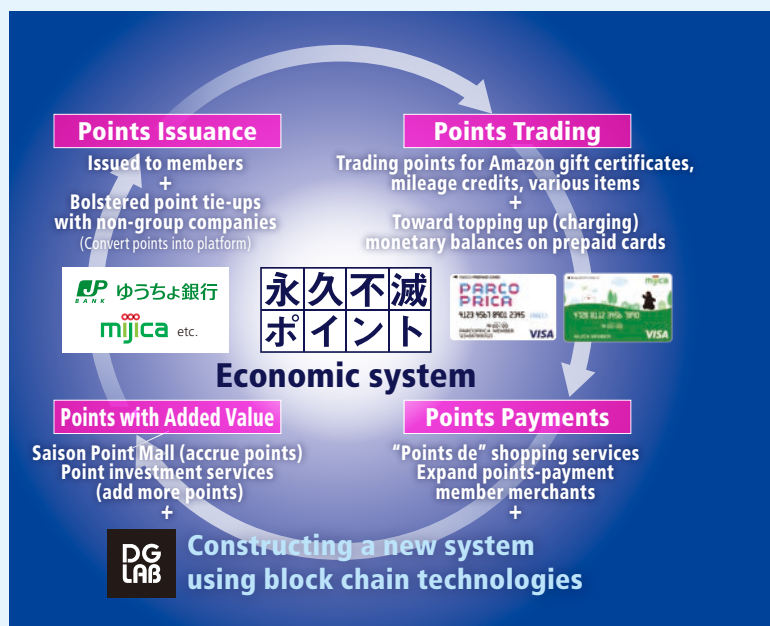 Points Issuance
Issued to members
+
Bolstered point tie-ups
with non-group companies
(Convert points into platform)
JP
BANK
ゆうちょ銀行
mijica etc.
Points Trading
Trading points for Amazon gift certificates,
mileage credits, various items
+
Toward topping up (charging)
monetary balances on prepaid cards
PARCO
PRICA
4123 4567 8901 2345
VISA
mijica
VISA
永久不滅
ポイント
Economic system
Points with Added Value
Saison Point Mall (accrue points)
Point investment services
(add more points)
+
Points Payments
“Points de” shopping services
Expand points-payment
member merchants
+
DG
LAB
Constructing a new system
using block chain technologies